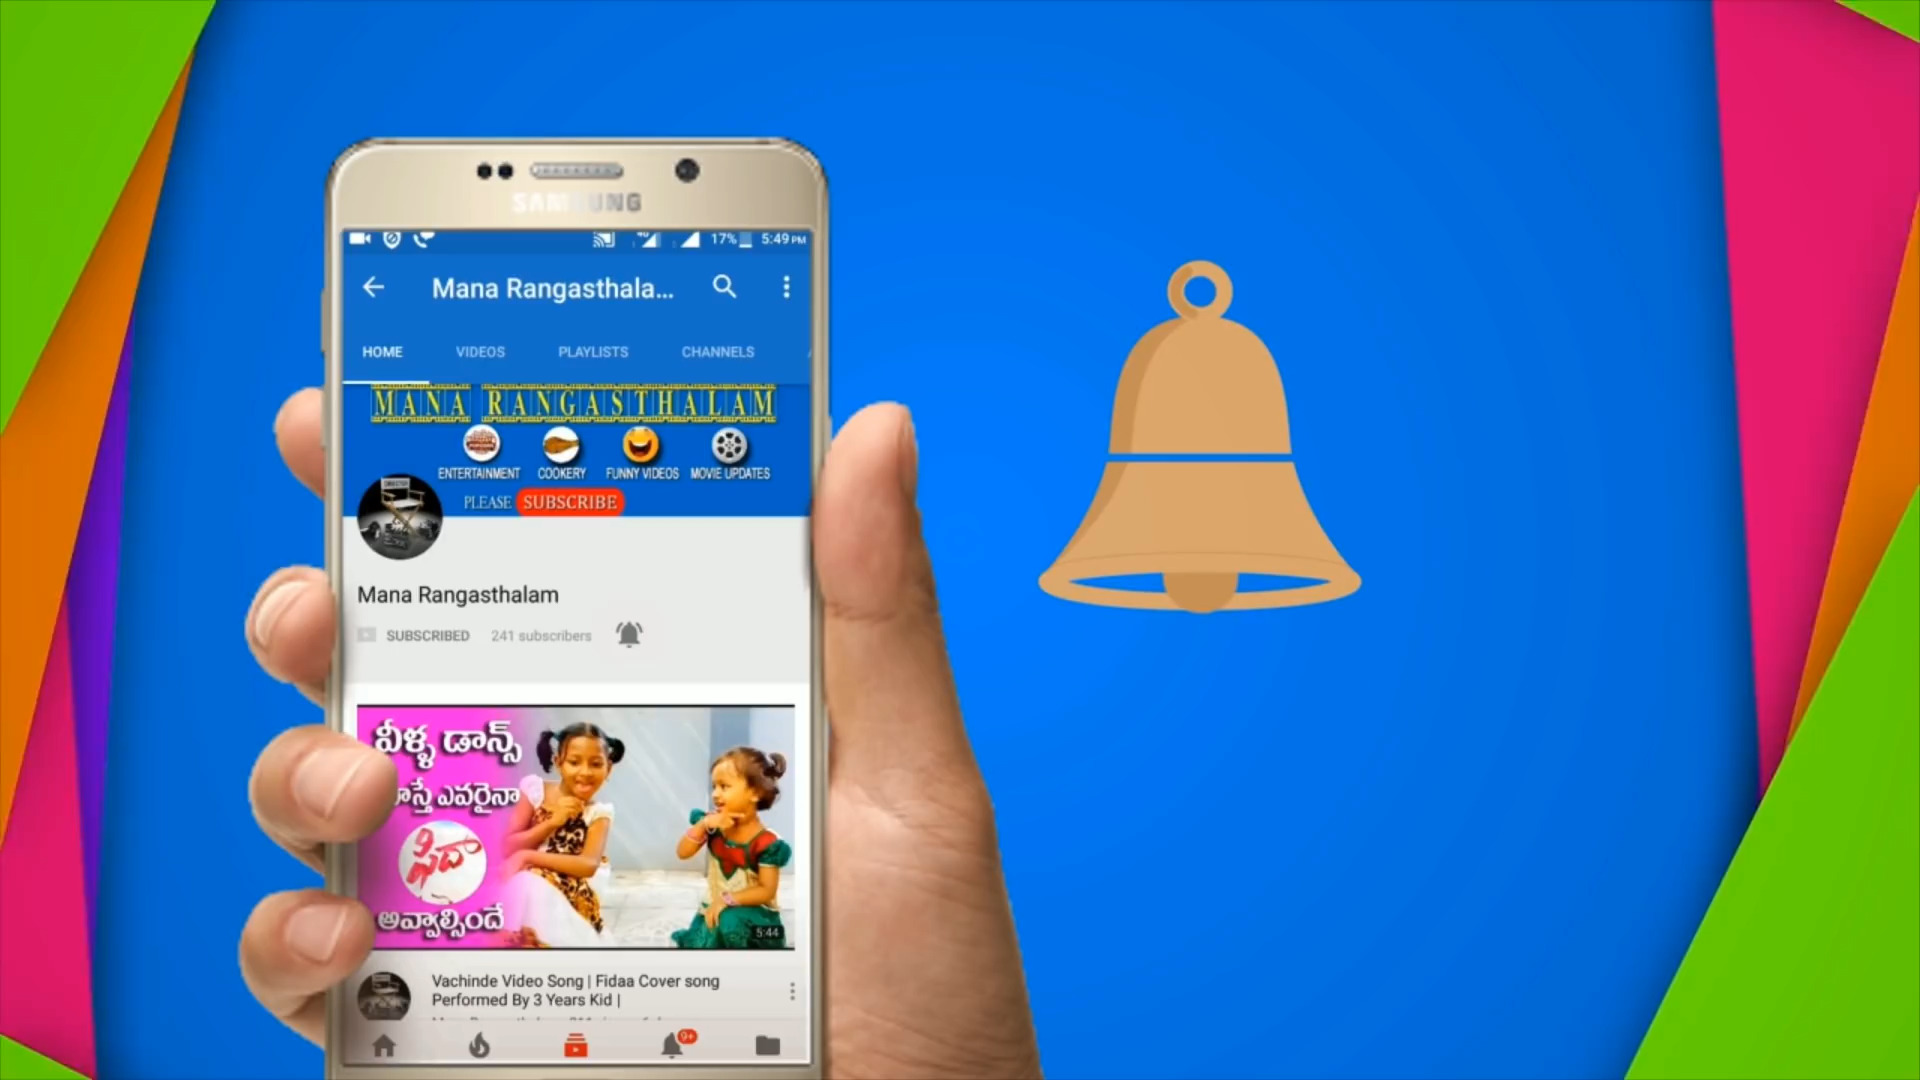 SAMSUNG
17% 5:49 PM
Mana Rangasthala...
HOME VIDEOS PLAYLISTS CHANNELS
MANA RANGASTHALAM
ENTERTAINMENT COOKERY FUNNY VIDEOS MOVIE UPDATES
PLEASE SUBSCRIBE
Mana Rangasthalam
SUBSCRIBED 241 subscribers
వీళ్ళ డాన్స్
ఎవరైనా
ఫిదా
అవ్వాల్సిందే
5:44
Vachinde Video Song | Fidaa Cover song
Performed By 3 Years Kid |
9+